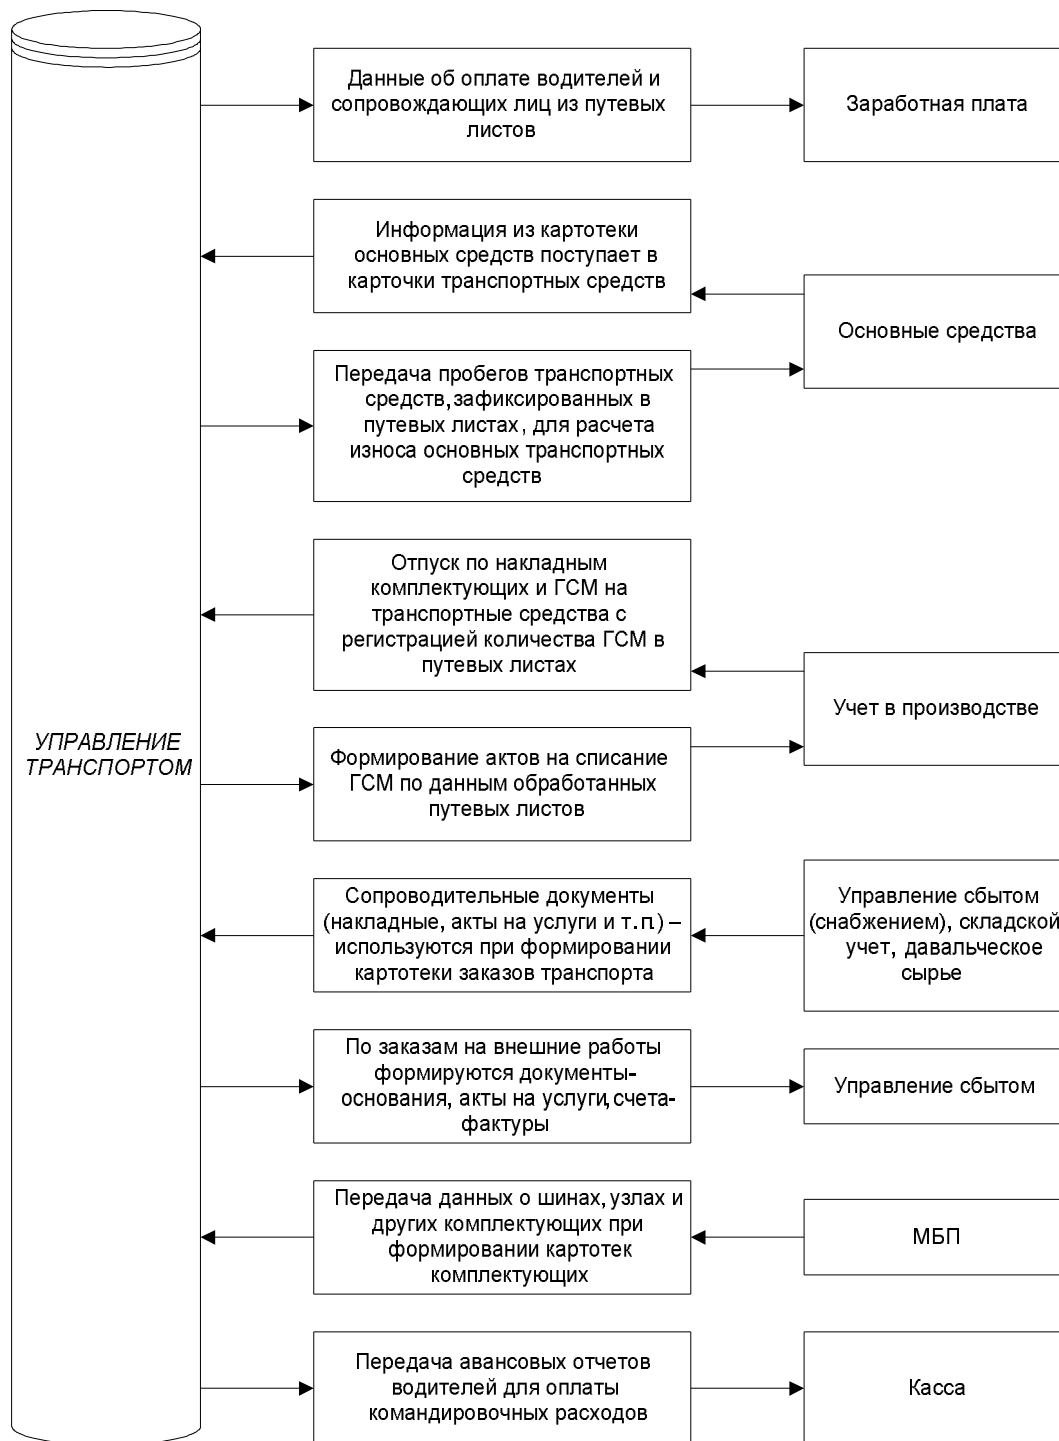 Данные об оплате водителей и
сопровождающих лиц из путевых
листов
Заработная плата
Информация из картотеки
основных средств поступает в
карточки транспортных средств
Основные средства
Передача пробегов транспортных
средств, зафиксированных в
путевых листах, для расчета
износа основных транспортных
средств
Отпуск по накладным
комплектующих и ГСМ на
транспортные средства с
регистрацией количества ГСМ в
путевых листах
Учет в производстве
УПРАВЛЕНИЕ
ТРАНСПОРТОМ
Формирование актов на списание
ГСМ по данным обработанных
путевых листов
Сопроводительные документы
(накладные, акты на услуги и т.п.) –
используются при формировании
картотеки заказов транспорта
Управление сбытом
(снабжением), складской
учет, давальческое
сырье
По заказам на внешние работы
формируются документы-
основания, акты на услуги, счета-
фактуры
Управление сбытом
Передача данных о шинах, узлах и
других комплектующих при
формировании картотек
комплектующих
МБП
Передача авансовых отчетов
водителей для оплаты
командировочных расходов
Касса